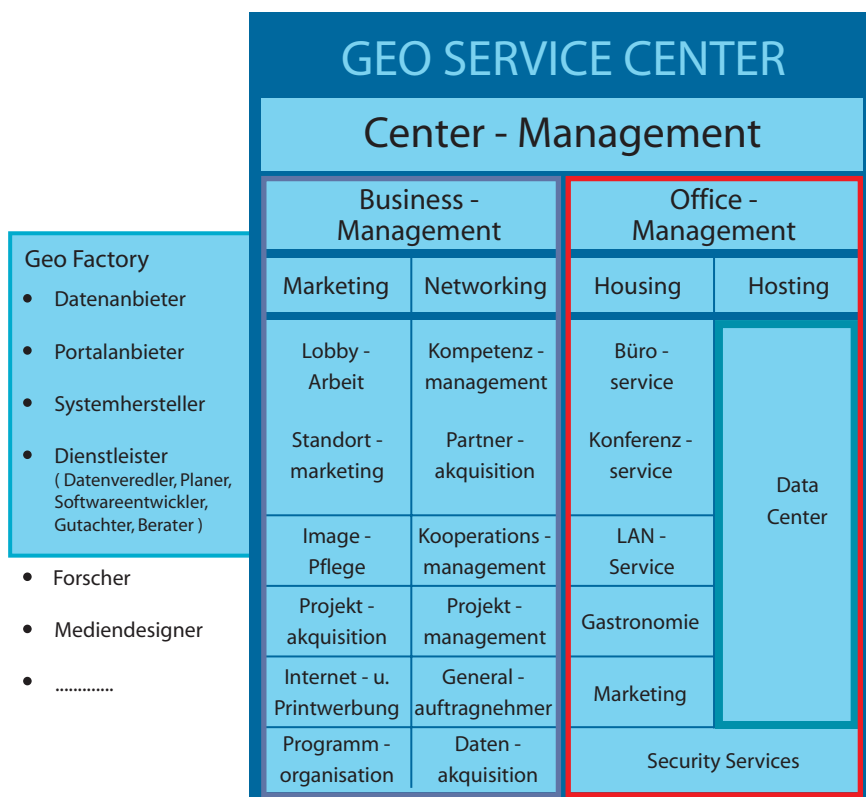 GEO SERVICE CENTER
Center - Management
Business -
Management
Office -
Management
Geo Factory
• Datenanbieter
• Portalanbieter
• Systemhersteller
• Dienstleister
( Datenveredler, Planer,
Softwareentwickler,
Gutachter, Berater )
• Forscher
• Mediendesigner
• .............
Marketing
Networking
Housing
Hosting
Lobby -
Arbeit
Kompetenz -
management
Büro -
service
Standort -
marketing
Partner -
akquisition
Konferenz -
service
Data
Center
Image -
Pflege
Kooperations -
management
LAN -
Service
Projekt -
akquisition
Projekt -
management
Gastronomie
Internet - u.
Printwerbung
General -
auftragnehmer
Marketing
Programm -
organisation
Daten -
akquisition
Security Services